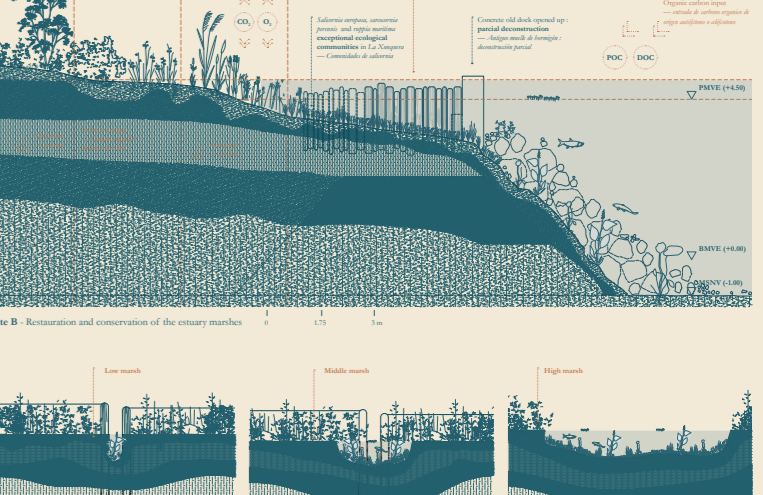 Organic carbon input
— entrada de carbono organico de
origen autóctono o alóctono
CO₂
O₂
Salicornia europaea, sarcocornia
perennis and ruppia maritima
exceptional ecological
communities in La Xunquera
— Comunidades de salicornia
Concrete old dock opened up :
parcial deconstruction
— Antiguo muelle de hormigón :
deconstrucción parcial
POC
DOC
PMVE (+4.50)
BMVE (+0.00)
(-1.00)
te B - Restauration and conservation of the estuary marshes
0
1.75
3 m
Low marsh
Middle marsh
High marsh